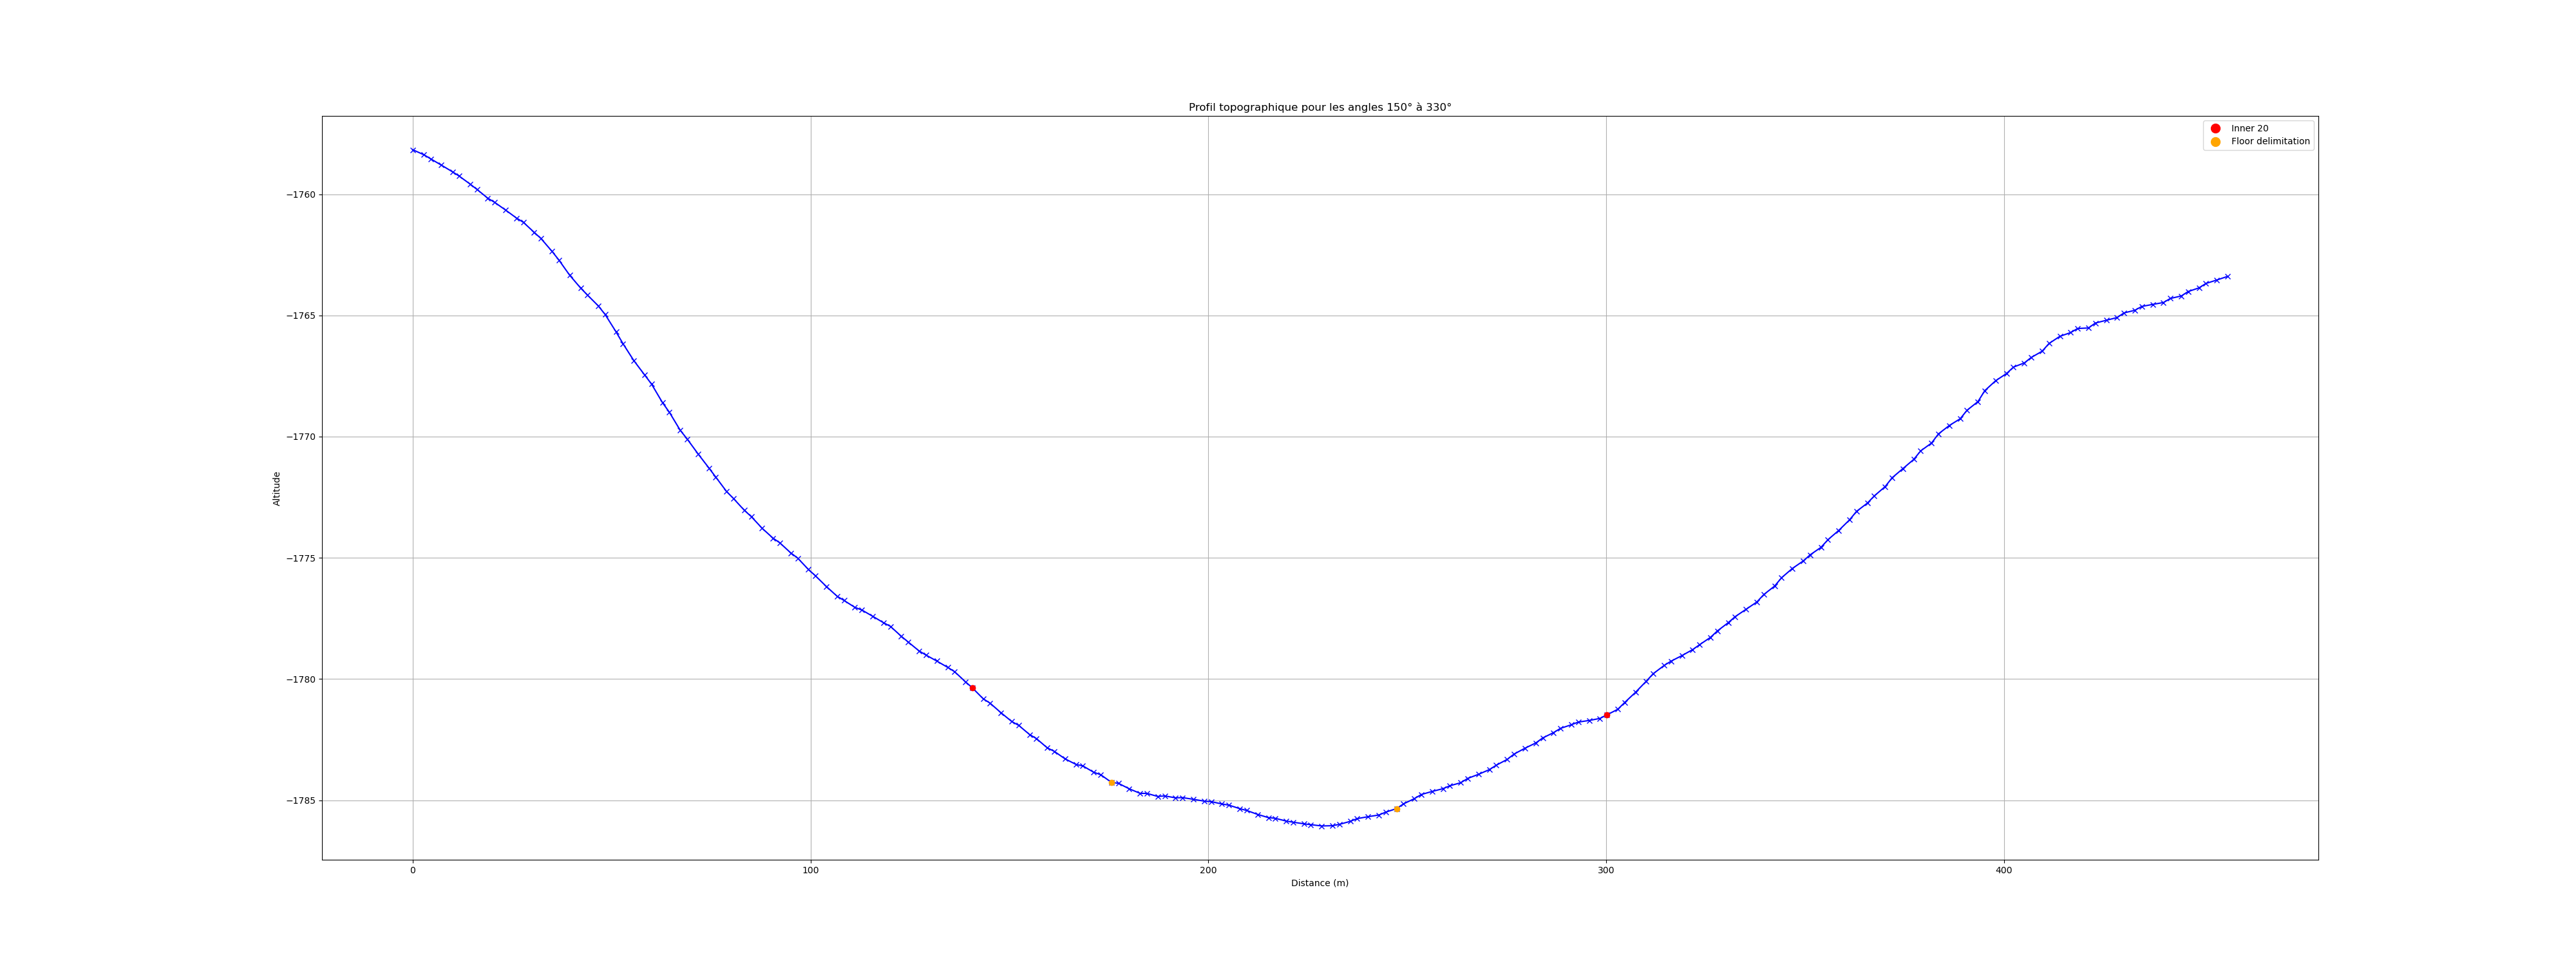 Profil topographique pour les angles 150° à 330°
Inner 20
Floor delimitation
Altitude
−1760
−1765
−1770
−1775
−1780
−1785
0
100
200
300
400
Distance (m)